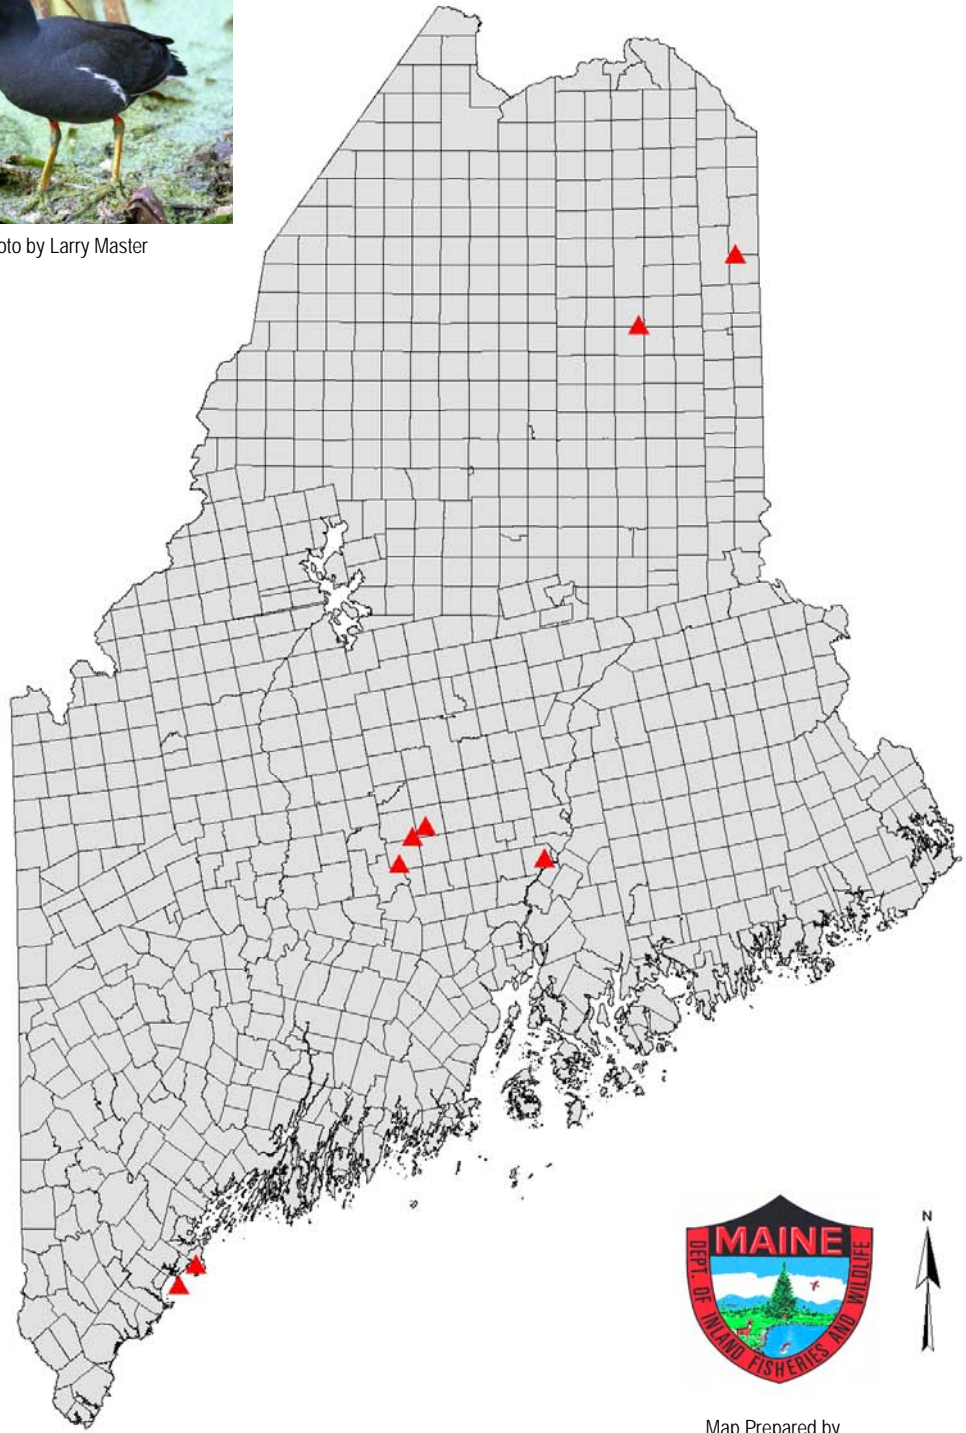 oto by Larry Master
MAINE
DEPT. OF INLAND FISHERIES AND WILDLIFE
N
Map Prepared by